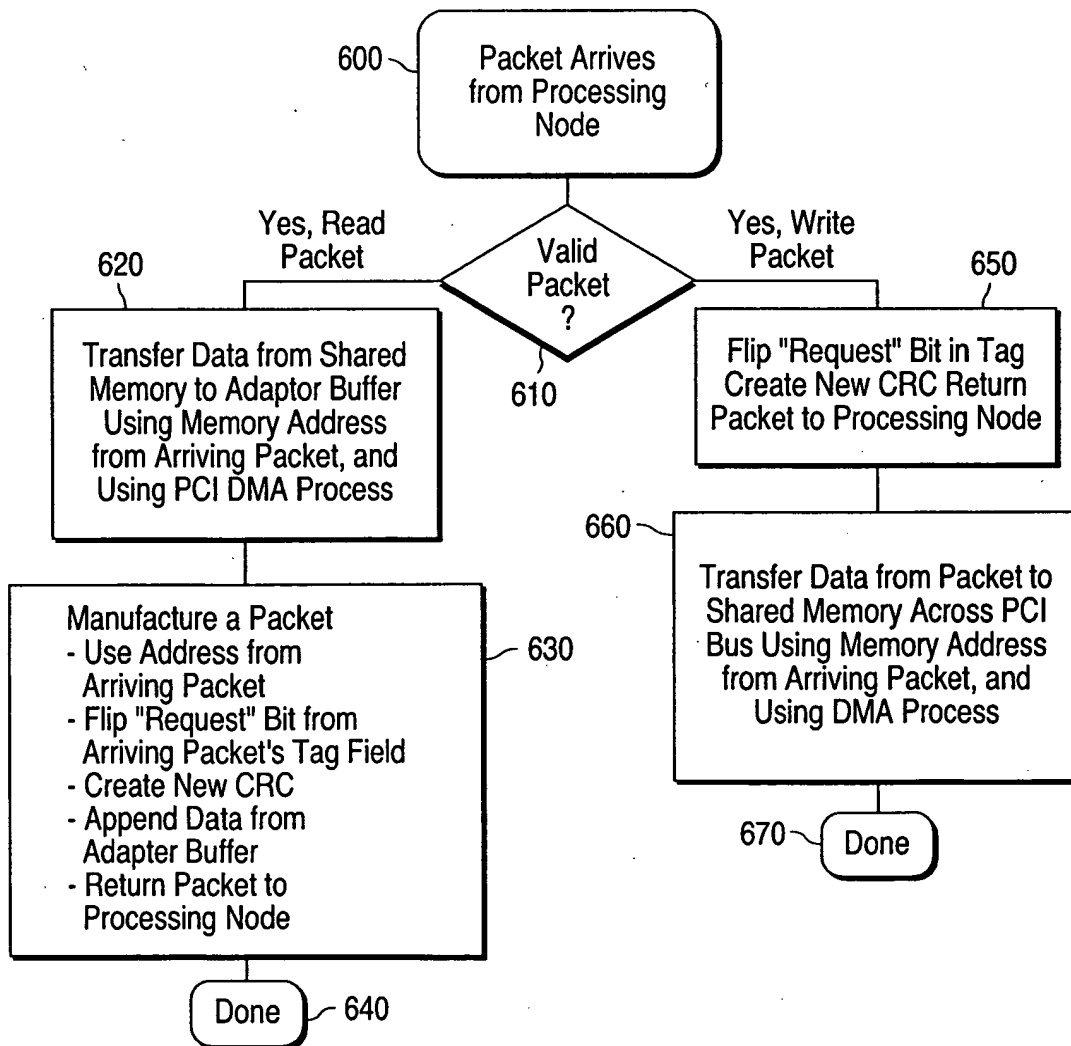 600
Packet Arrives
from Processing
Node
Yes, Read
Packet
Valid
Packet
?
Yes, Write
Packet
610
620
Transfer Data from Shared
Memory to Adaptor Buffer
Using Memory Address
from Arriving Packet, and
Using PCI DMA Process
650
Flip "Request" Bit in Tag
Create New CRC Return
Packet to Processing Node
630
Manufacture a Packet
- Use Address from
Arriving Packet
- Flip "Request" Bit from
Arriving Packet's Tag Field
- Create New CRC
- Append Data from
Adapter Buffer
- Return Packet to
Processing Node
660
Transfer Data from Packet to
Shared Memory Across PCI
Bus Using Memory Address
from Arriving Packet, and
Using DMA Process
670
Done
Done
640